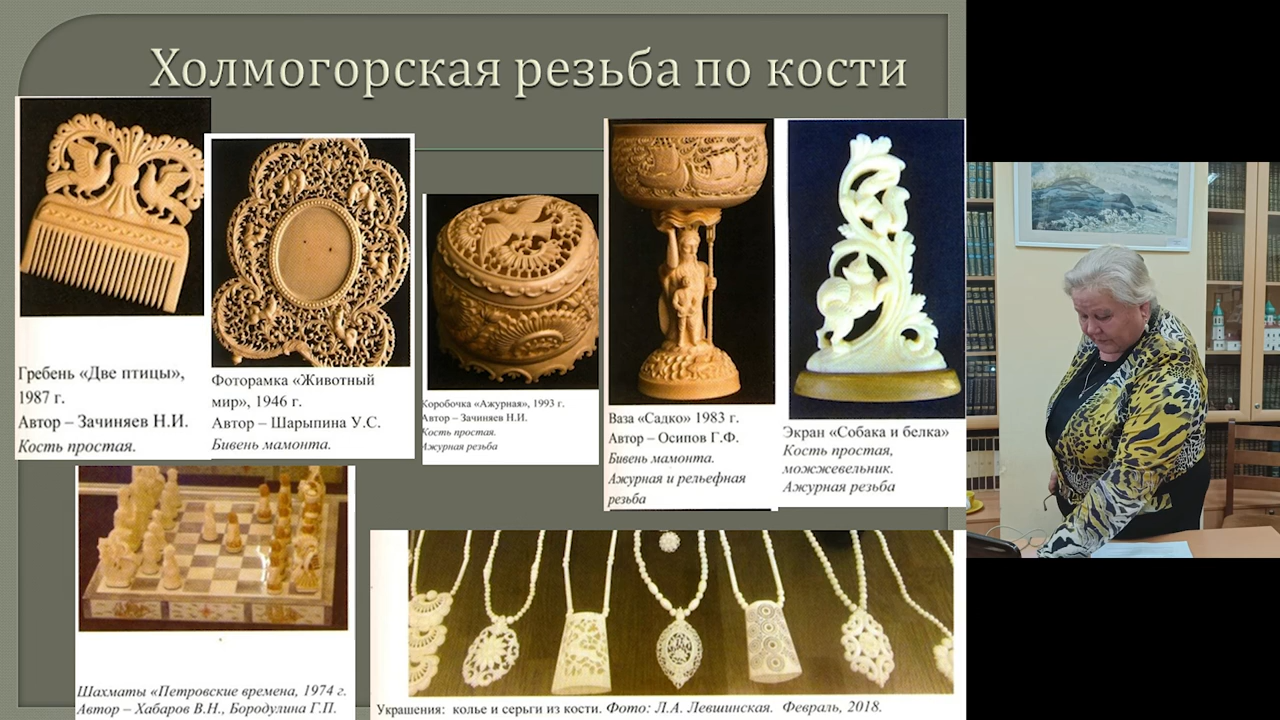 Холмогорская резьба по кости
Гребень «Две птицы»,
1987 г.
Автор – Зачиняев Н.И.
Кость простая.
Фоторамка «Животный
мир», 1946 г.
Автор – Шарыпина У.С.
Бивень мамонта.
Коробочка «Ажурная», 1993 г.
Автор – Зачиняев Н.И.
Кость простая.
Ажурная резьба
Ваза «Садко» 1983 г.
Автор – Осипов Г.Ф.
Бивень мамонта.
Ажурная и рельефная
резьба
Экран «Собака и белка»
Кость простая,
можжевельник.
Ажурная резьба
Шахматы «Петровские времена, 1974 г.
Автор – Хабаров В.Н., Бородулина Г.П.
Украшения: колье и серьги из кости. Фото: Л.А. Левшинская. Февраль, 2018.